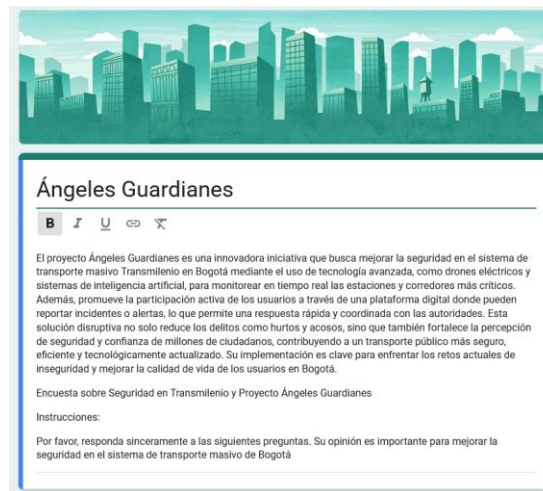 Ángeles Guardianes
B I U
El proyecto Ángeles Guardianes es una innovadora iniciativa que busca mejorar la seguridad en el sistema de
transporte masivo Transmilenio en Bogotá mediante el uso de tecnología avanzada, como drones eléctricos y
sistemas de inteligencia artificial, para monitorear en tiempo real las estaciones y corredores más críticos.
Además, promueve la participación activa de los usuarios a través de una plataforma digital donde pueden
reportar incidentes o alertas, lo que permite una respuesta rápida y coordinada con las autoridades. Esta
solución disruptiva no solo reduce los delitos como hurtos y acosos, sino que también fortalece la percepción
de seguridad y confianza de millones de ciudadanos, contribuyendo a un transporte público más seguro,
eficiente y tecnológicamente actualizado. Su implementación es clave para enfrentar los retos actuales de
inseguridad y mejorar la calidad de vida de los usuarios en Bogotá.
Encuesta sobre Seguridad en Transmilenio y Proyecto Ángeles Guardianes
Instrucciones:
Por favor, responda sinceramente a las siguientes preguntas. Su opinión es importante para mejorar la
seguridad en el sistema de transporte masivo de Bogotá